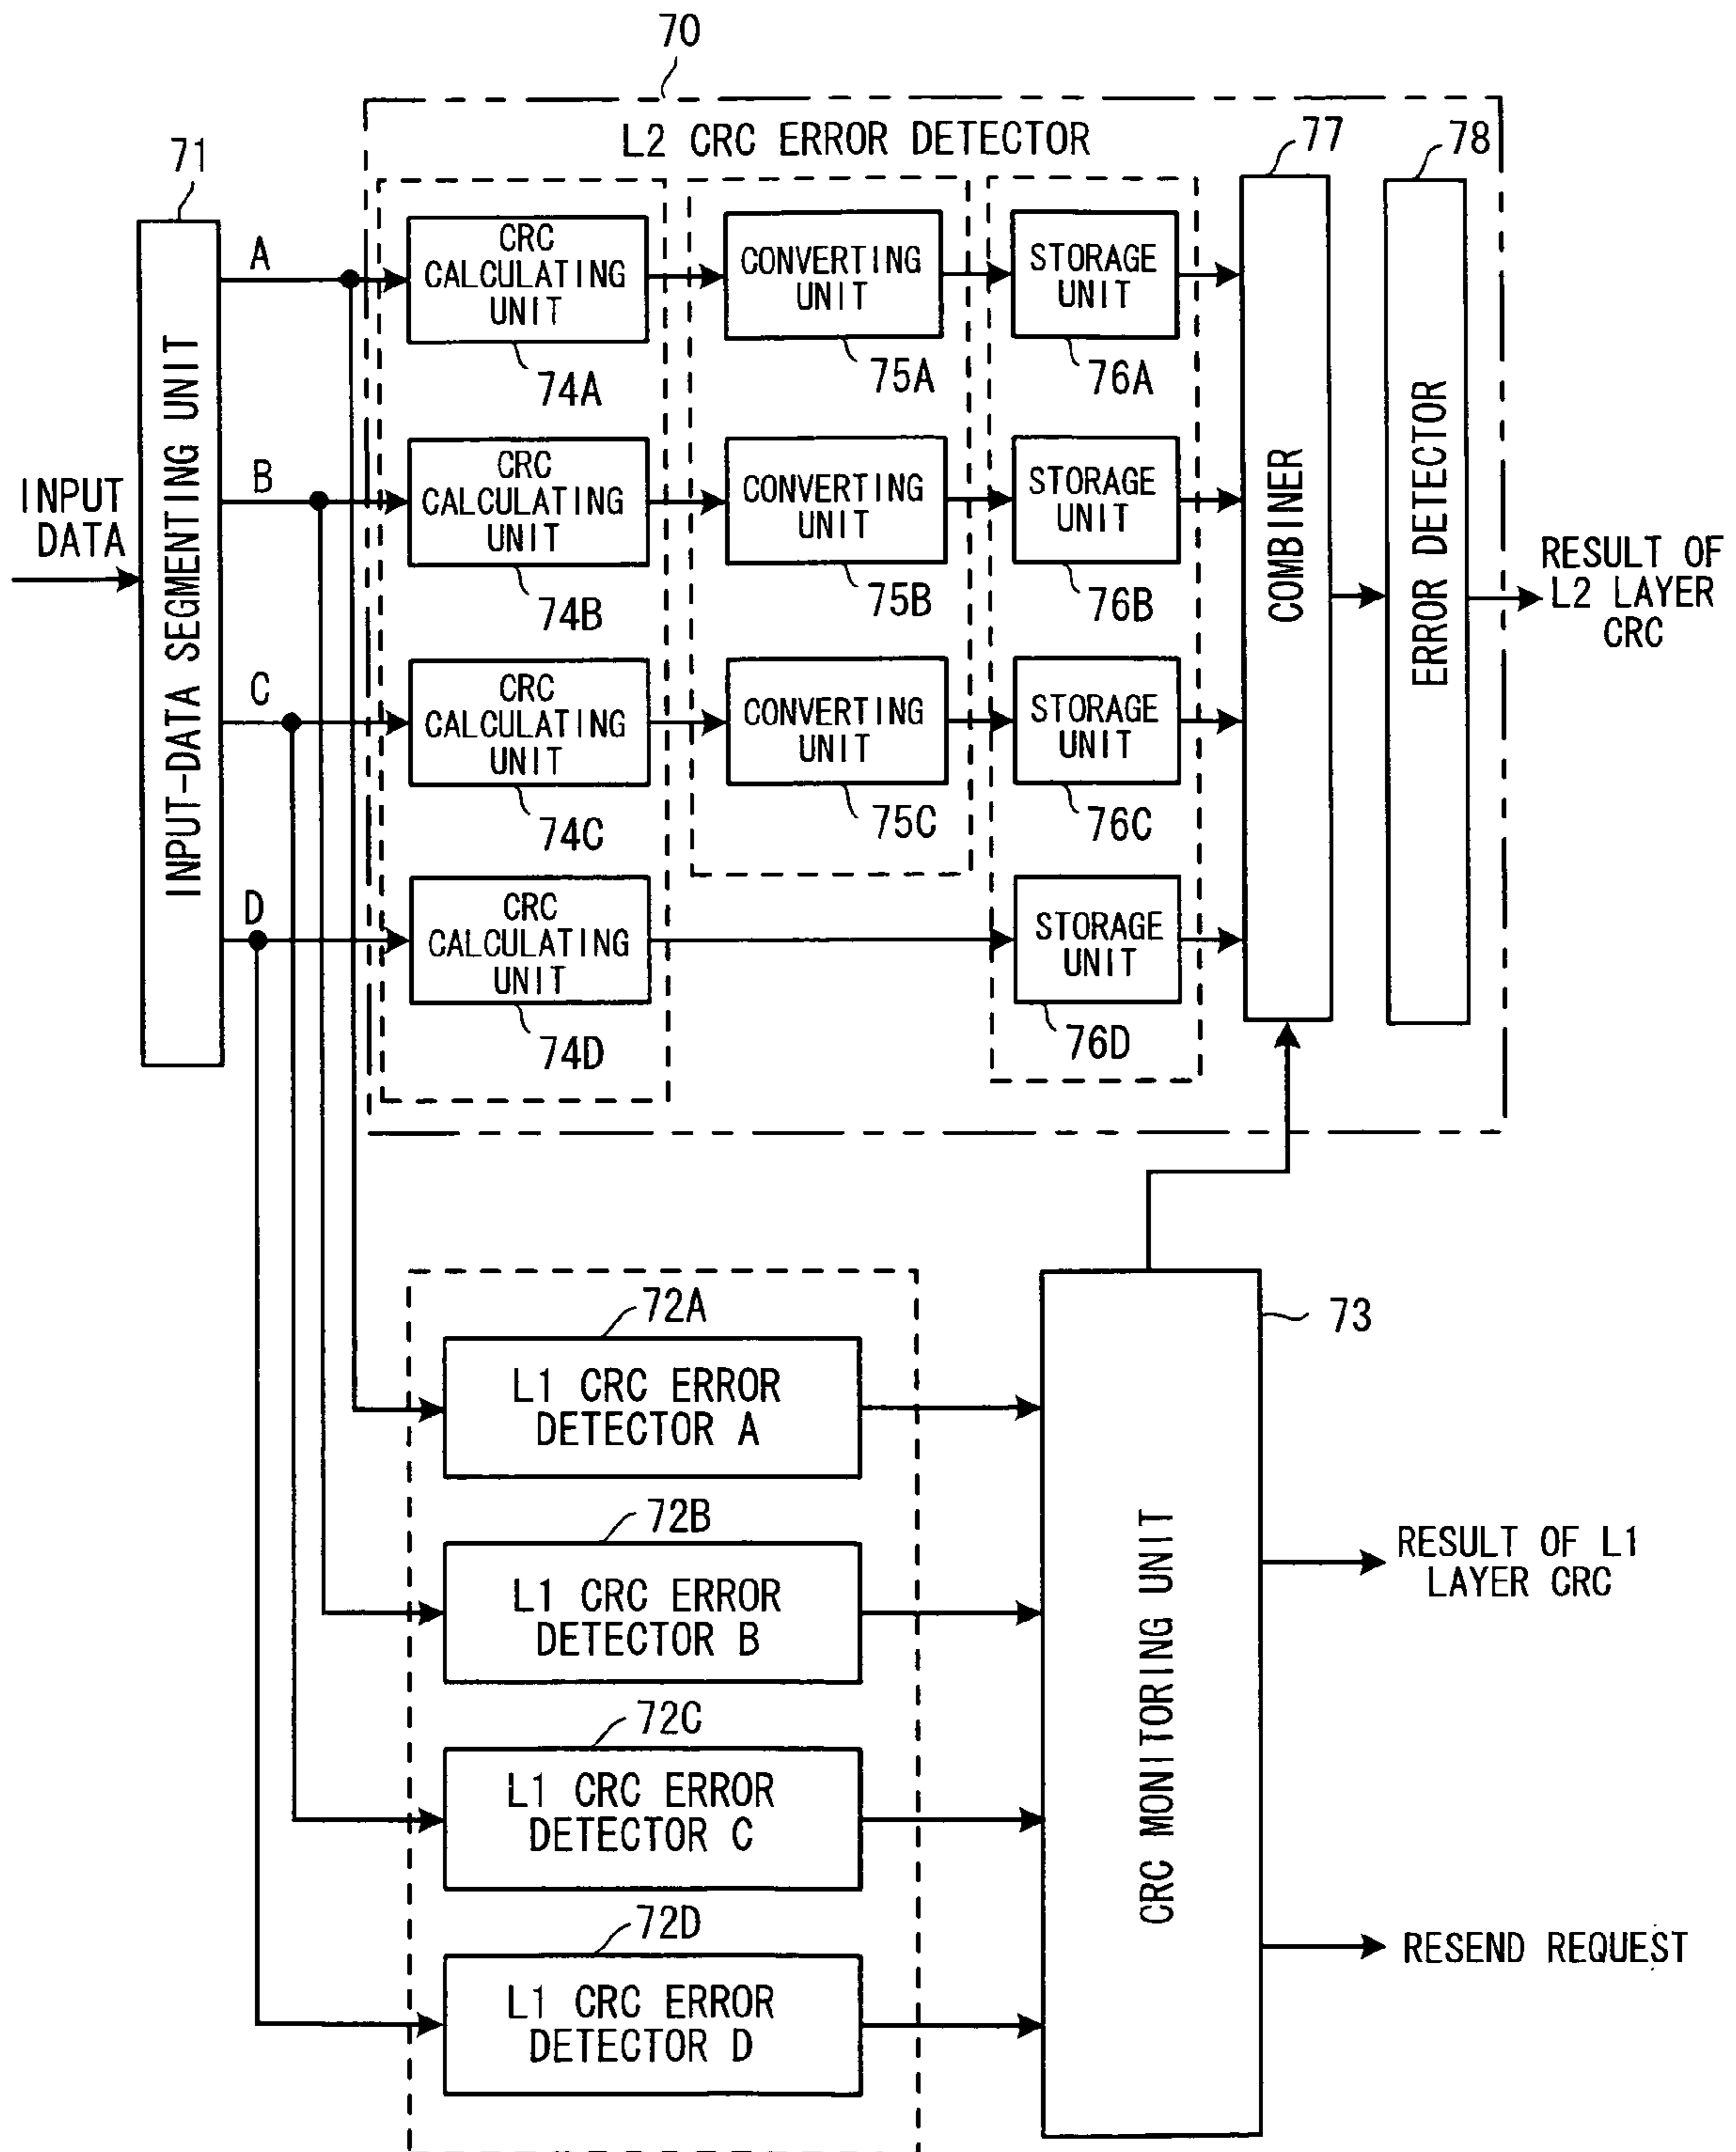 70
L2 CRC ERROR DETECTOR
71
77
78
INPUT
DATA
INPUT-DATA SEGMENTING UNIT
A
B
C
D
CRC
CALCULATING
UNIT
74A
CONVERTING
UNIT
75A
STORAGE
UNIT
76A
CRC
CALCULATING
UNIT
74B
CONVERTING
UNIT
75B
STORAGE
UNIT
76B
CRC
CALCULATING
UNIT
74C
CONVERTING
UNIT
75C
STORAGE
UNIT
76C
CRC
CALCULATING
UNIT
74D
STORAGE
UNIT
76D
COMBINER
ERROR DETECTOR
RESULT OF
L2 LAYER
CRC
72A
L1 CRC ERROR
DETECTOR A
72B
L1 CRC ERROR
DETECTOR B
72C
L1 CRC ERROR
DETECTOR C
72D
L1 CRC ERROR
DETECTOR D
73
CRC MONITORING UNIT
RESULT OF L1
LAYER CRC
RESEND REQUEST